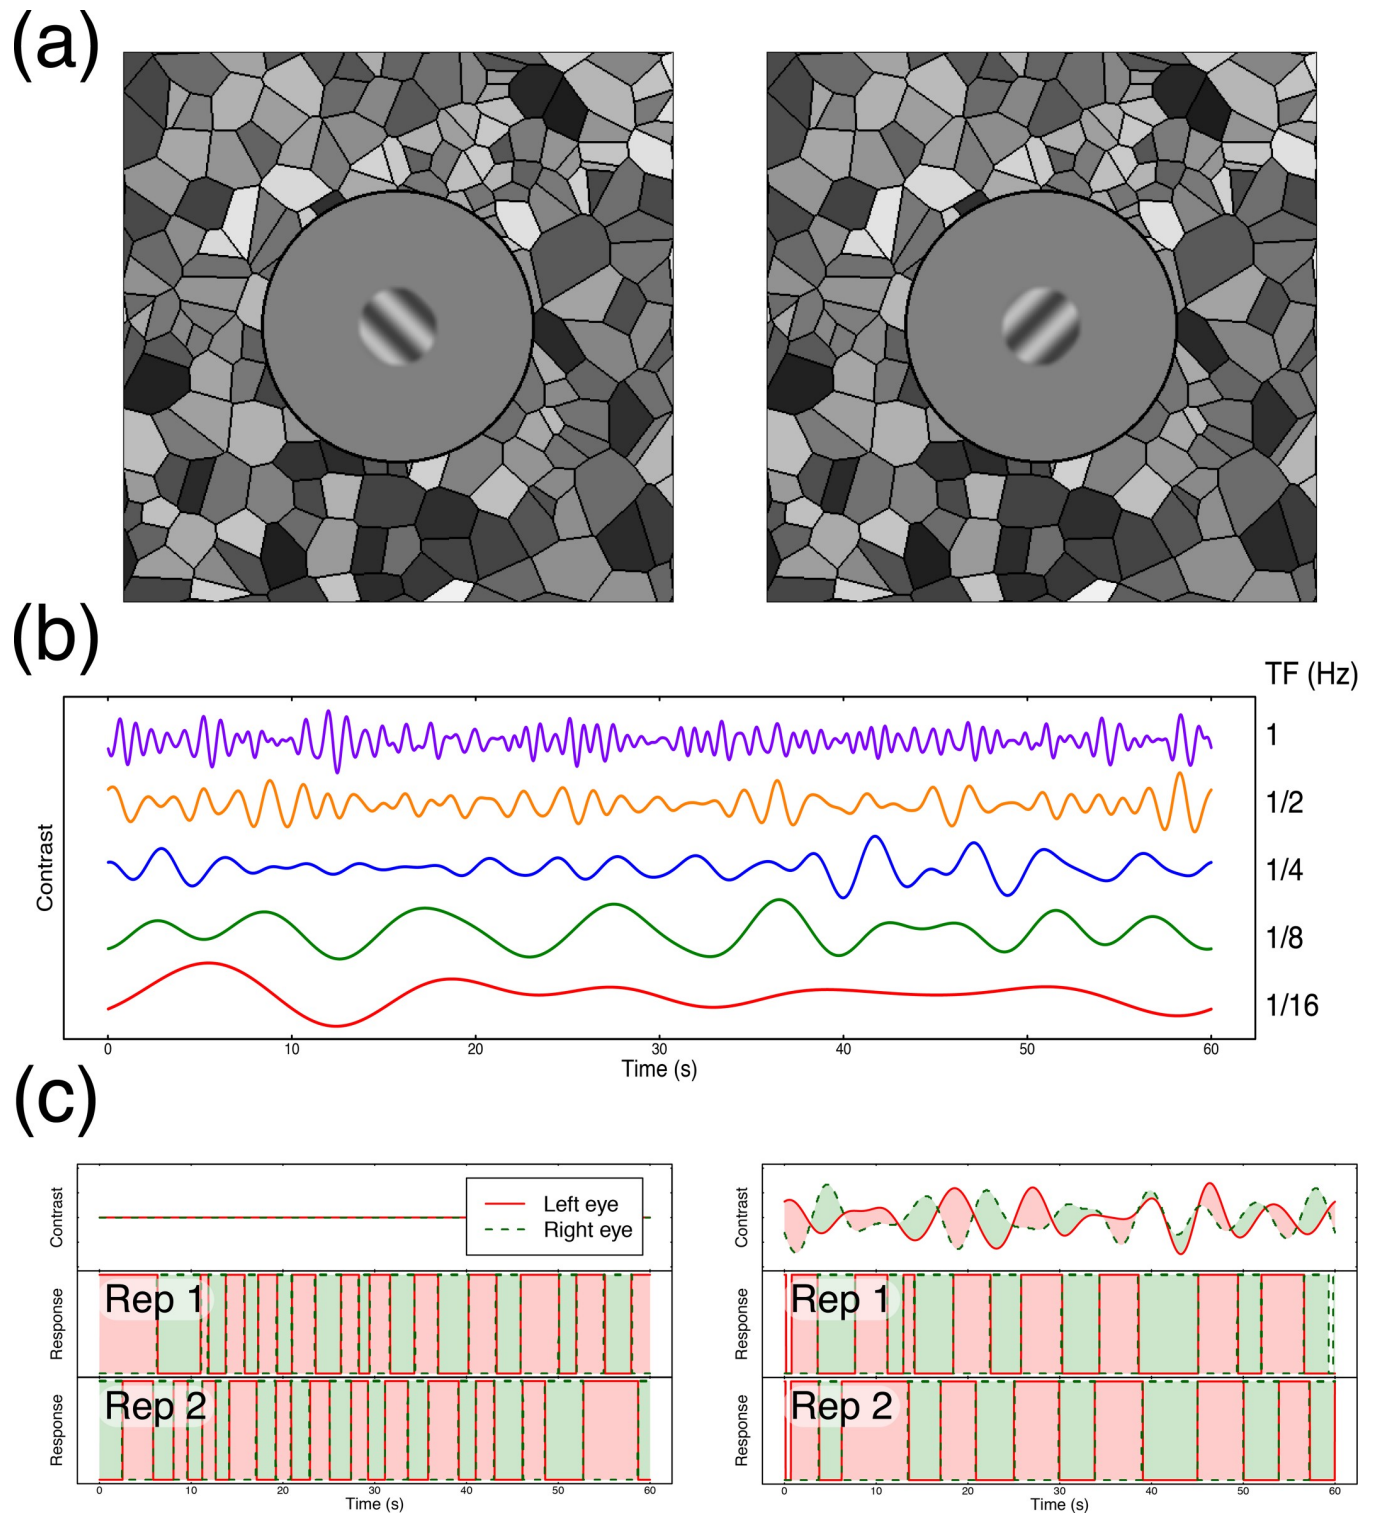 (a)
(b)
TF (Hz)
1
1/2
1/4
1/8
1/16
Contrast
0 10 20 30 40 50 60
Time (s)
(c)
Contrast
Left eye
Right eye
Response
Rep 1
Response
Rep 2
0 10 20 30 40 50 60
Time (s)
Contrast
Response
Rep 1
Response
Rep 2
0 10 20 30 40 50 60
Time (s)